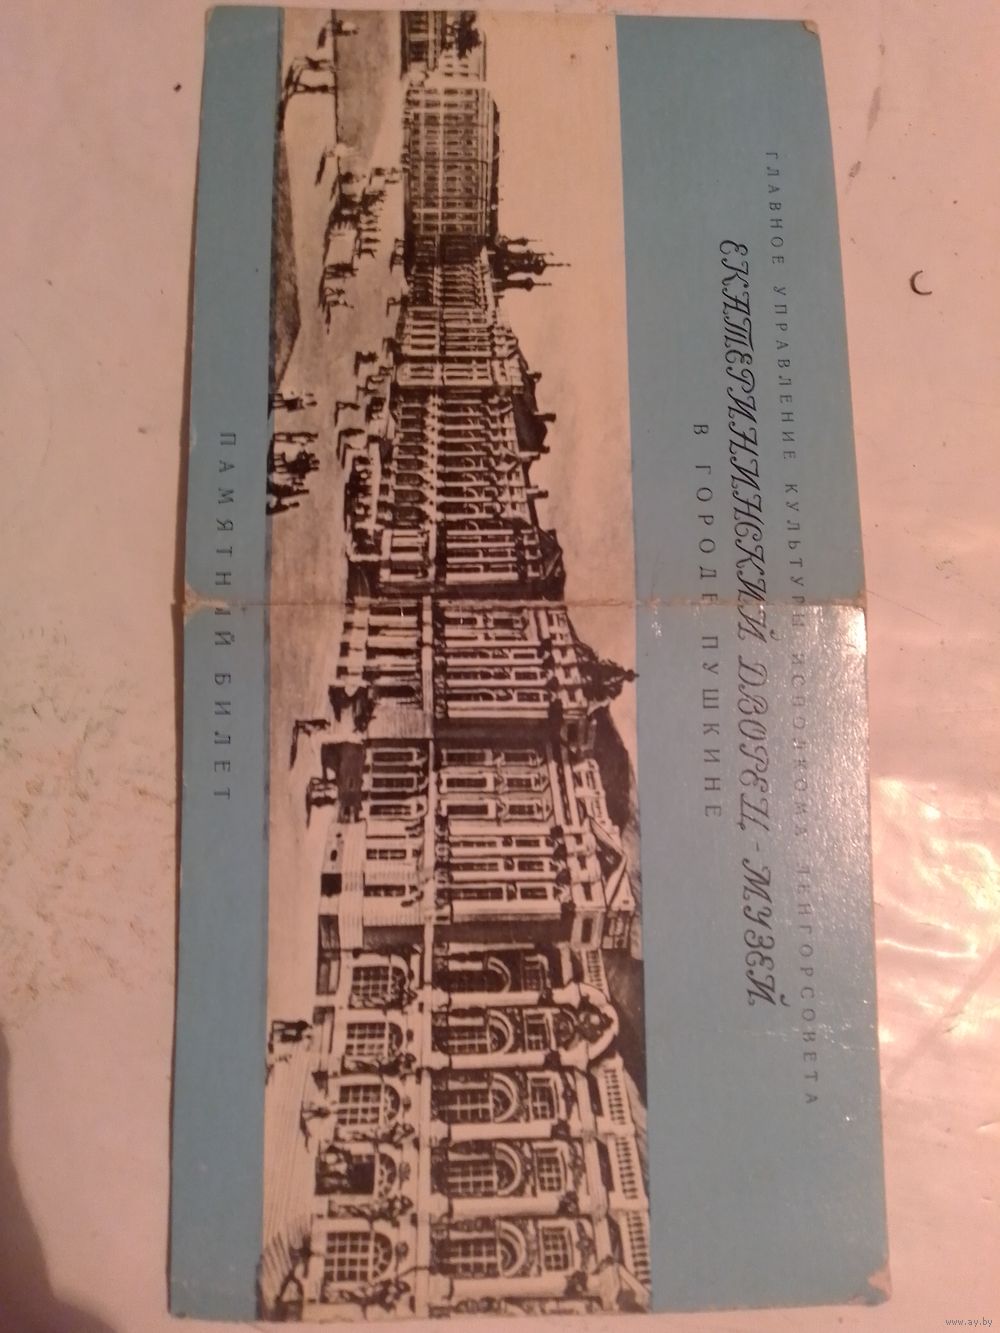 ГЛАВНОЕ УПРАВЛЕНИЕ КУЛЬТУРЫ ИСПОЛКОМА ЛЕНГОРСОВЕТА
ЕКАТЕРИНИНСКИЙ ДВОРЕЦ-МУЗЕЙ
В ГОРОДЕ ПУШКИНЕ
ПАМЯТНЫЙ БИЛЕТ
www.ay.by